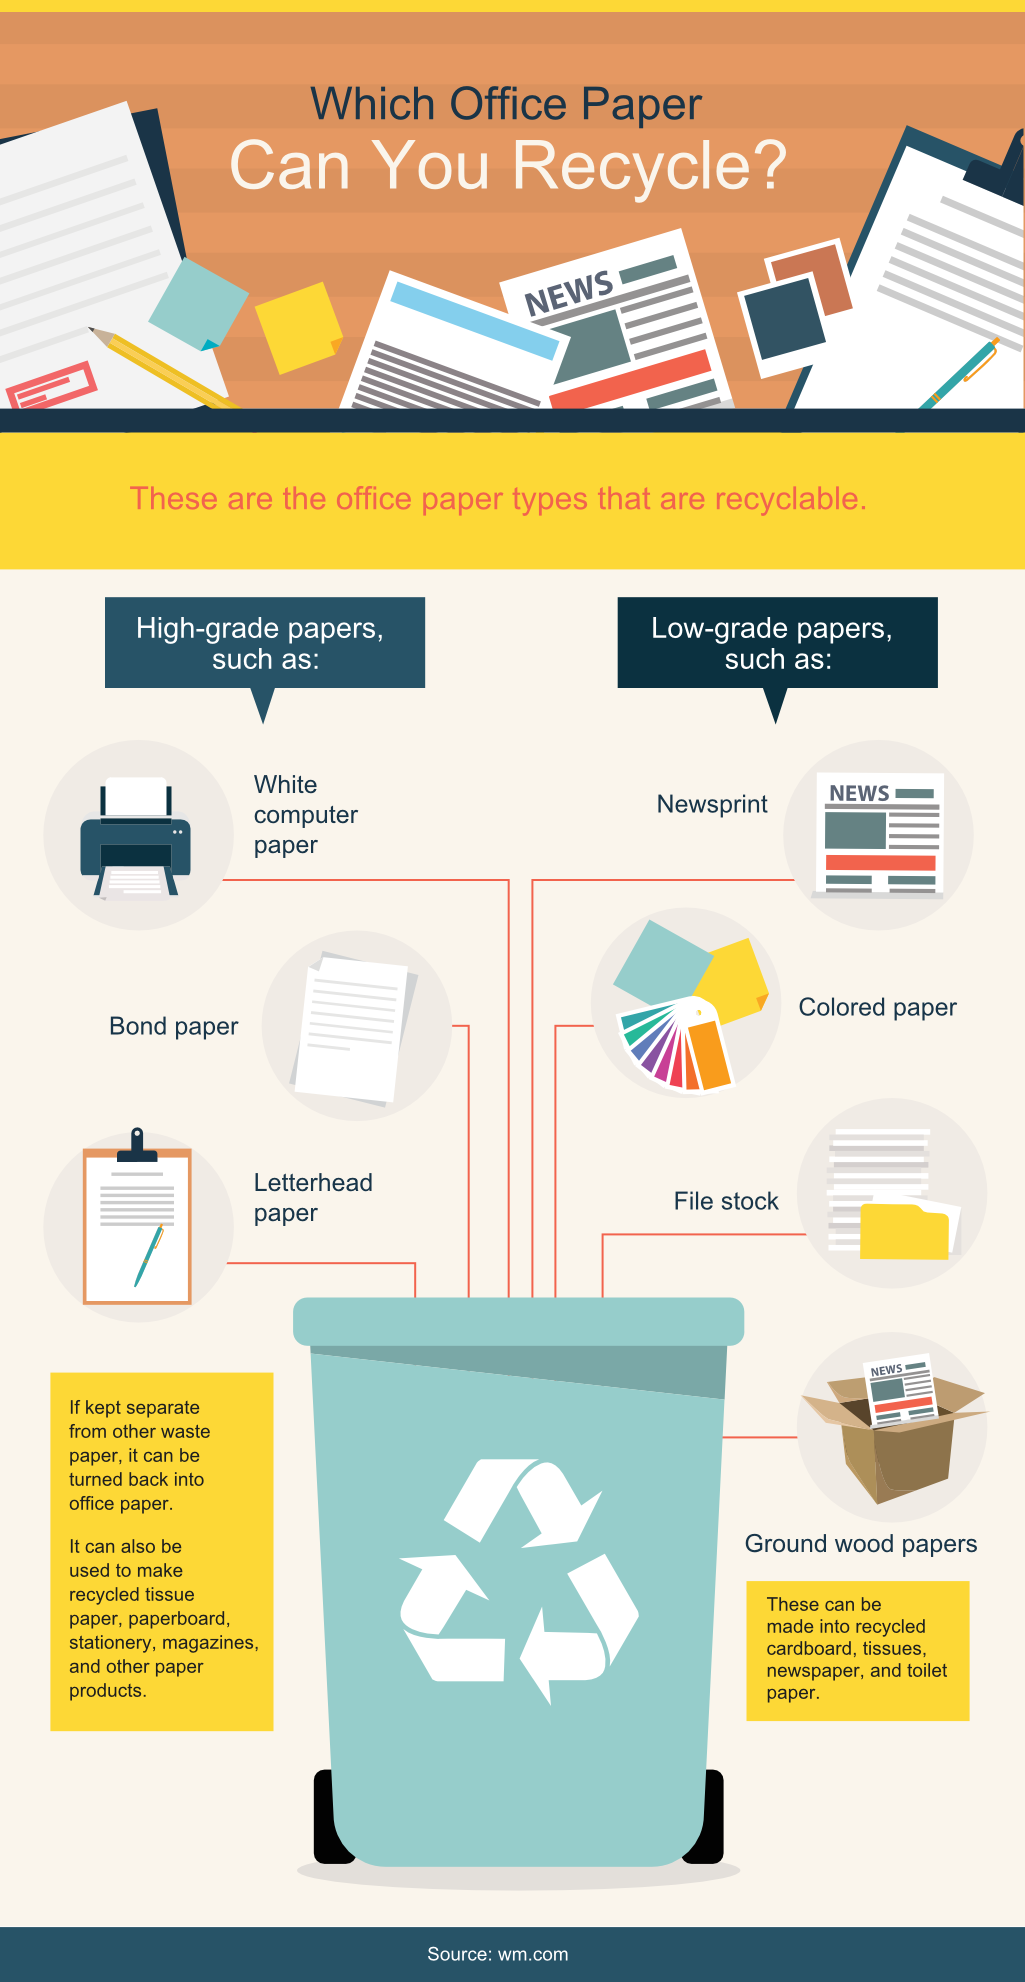 Which Office Paper
Can You Recycle?
NEWS
These are the office paper types that are recyclable.
High-grade papers,
such as:
Low-grade papers,
such as:
White
computer
paper
Newsprint
NEWS
Bond paper
Colored paper
Letterhead
paper
File stock
NEWS
Ground wood papers
If kept separate
from other waste
paper, it can be
turned back into
office paper.
It can also be
used to make
recycled tissue
paper, paperboard,
stationery, magazines,
and other paper
products.
These can be
made into recycled
cardboard, tissues,
newspaper, and toilet
paper.
Source: wm.com